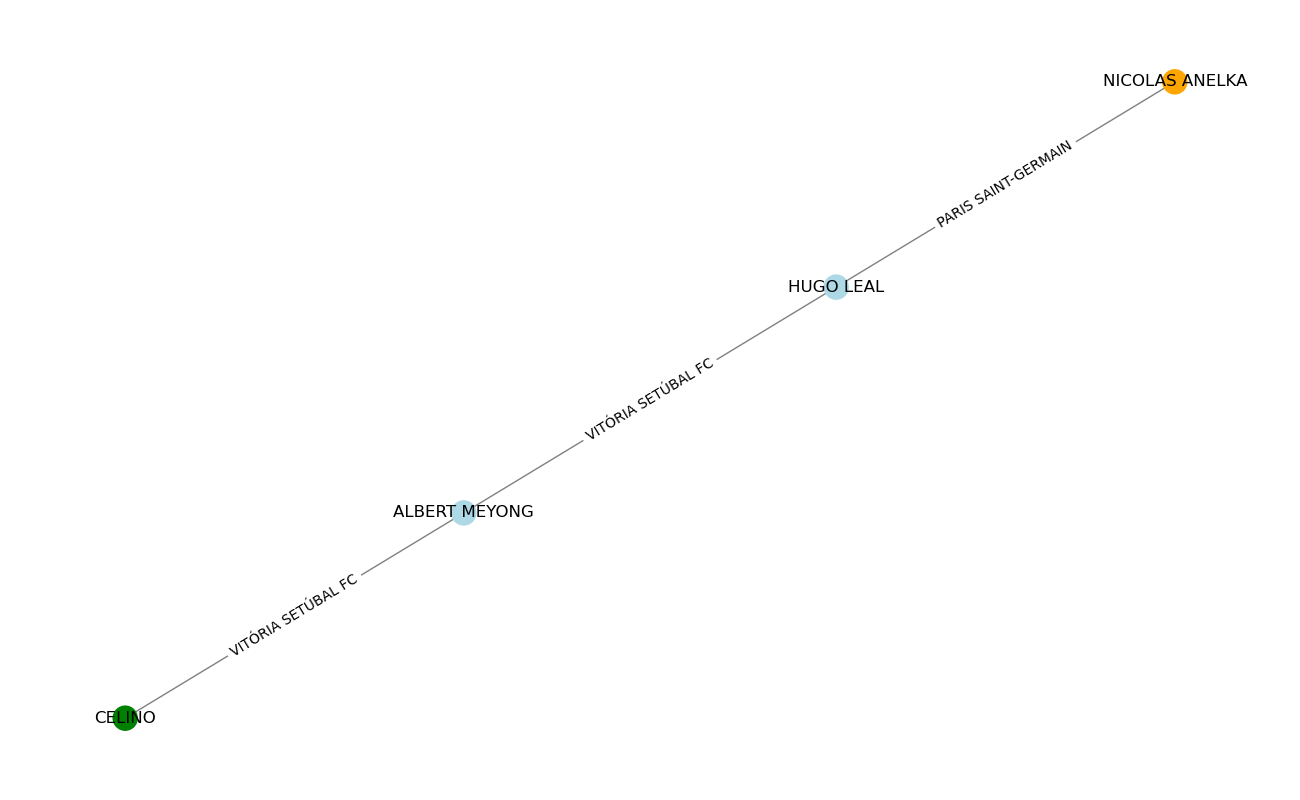 NICOLAS ANELKA
PARIS SAINT-GERMAIN
HUGO LEAL
VITÓRIA SETÚBAL FC
ALBERT MEYONG
VITÓRIA SETÚBAL FC
CELINO